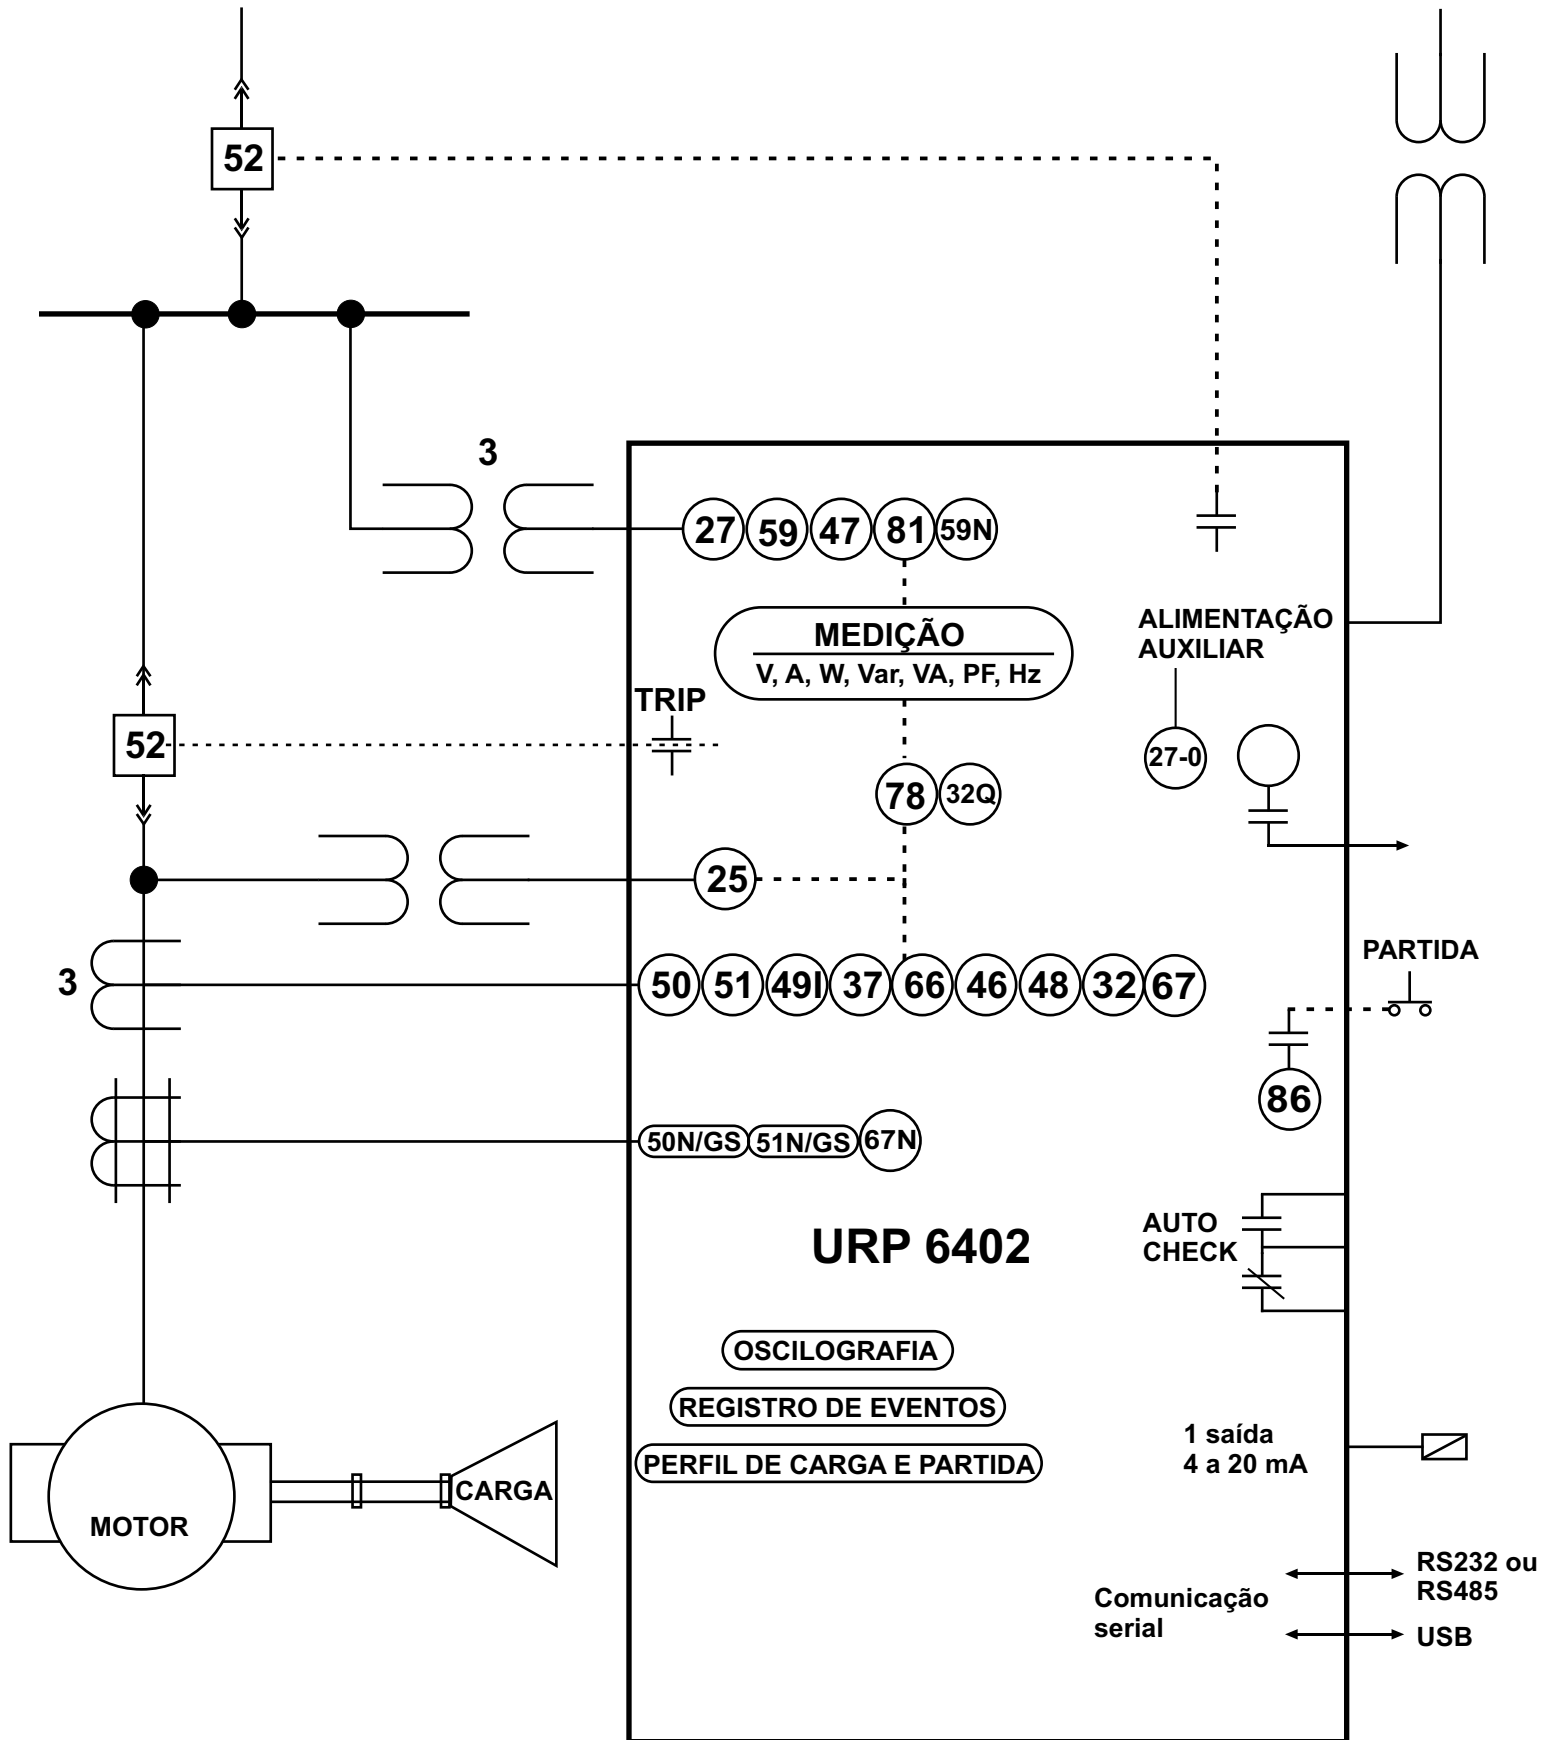 52
3
27 59 47 81 59N
MEDIÇÃO
V, A, W, Var, VA, PF, Hz
ALIMENTAÇÃO
AUXILIAR
TRIP
52
27-0
78 32Q
25
PARTIDA
3
50 51 49I 37 66 46 48 32 67
86
50N/GS 51N/GS 67N
URP 6402
AUTO
CHECK
OSCILOGRAFIA
REGISTRO DE EVENTOS
PERFIL DE CARGA E PARTIDA
1 saída
4 a 20 mA
CARGA
MOTOR
RS232 ou
RS485
Comunicação
serial
USB